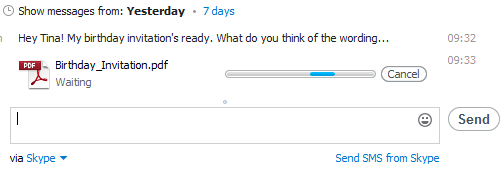 Show messages from: Yesterday • 7 days
Hey Tina! My birthday invitation's ready. What do you think of the wording... 09:32
PDF Birthday_Invitation.pdf 09:33
Waiting Cancel
Send
via Skype Send SMS from Skype